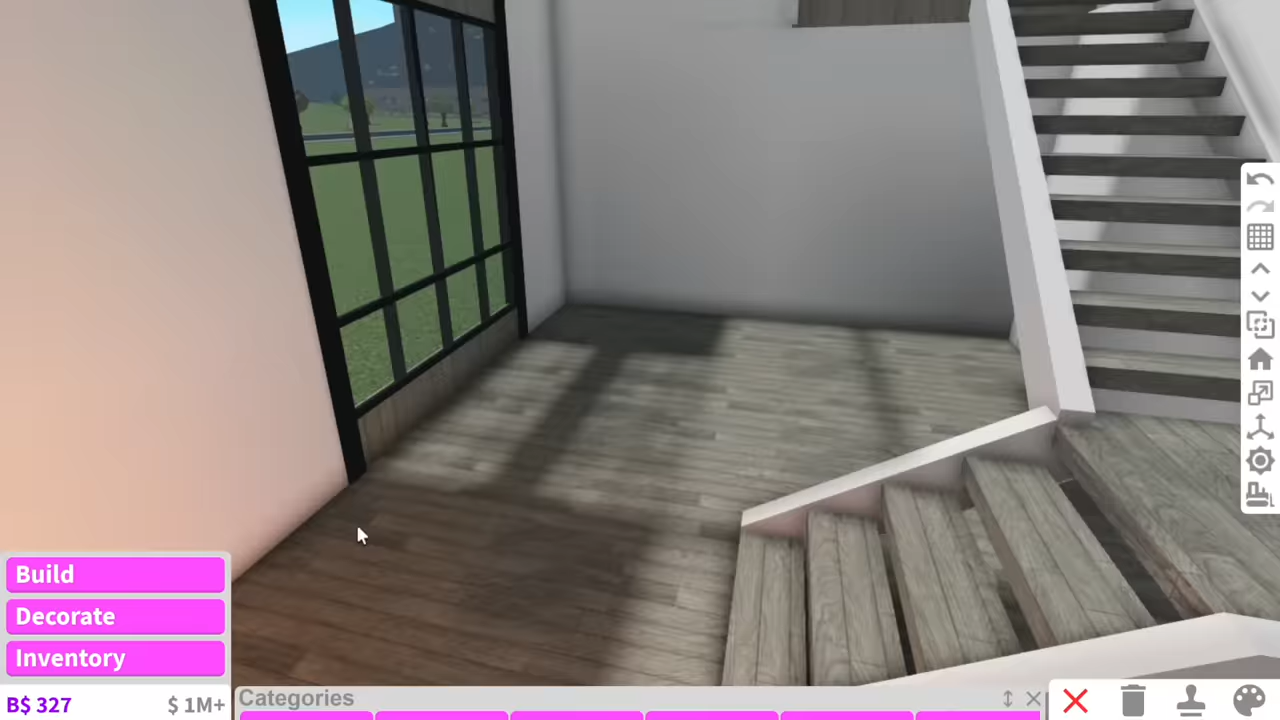 Build
Decorate
Inventory
B$ 327 $ 1M+
Categories